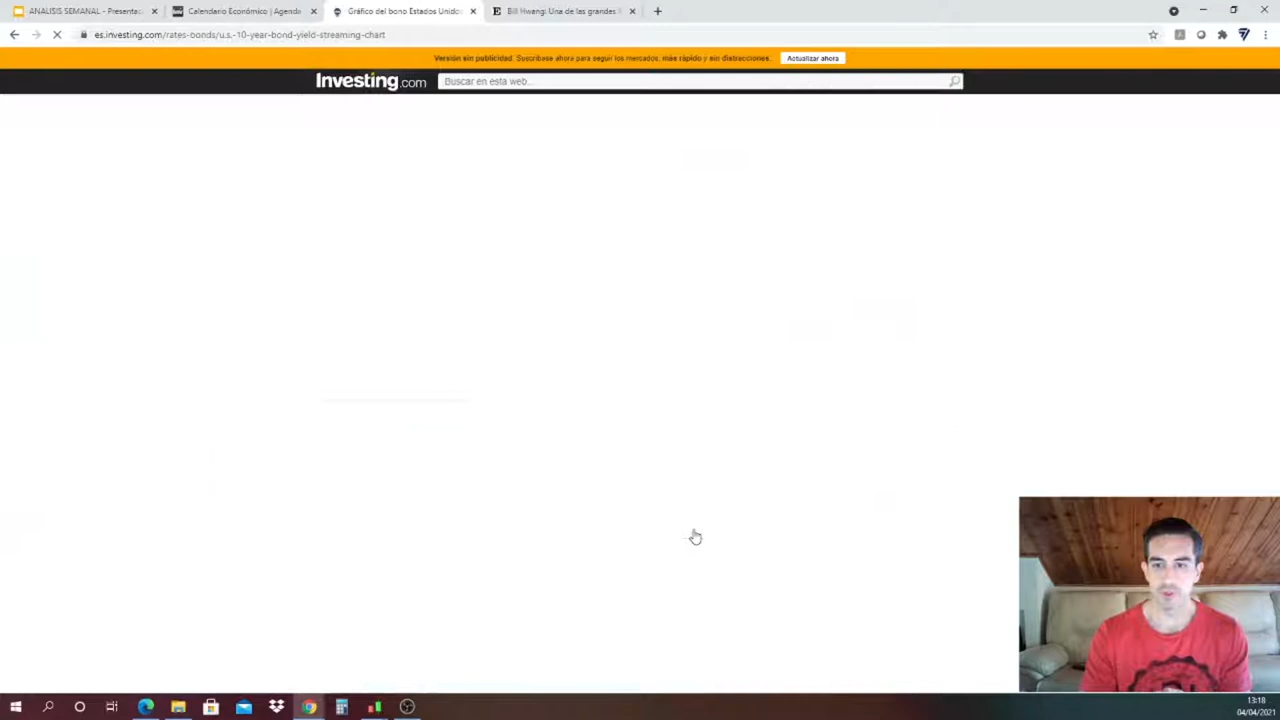 ANALISIS SEMANAL - Presentac
Calendario Económico | Agenda
Gráfico del bono Estados Unidos
Bill Hwang: Una de las grandes f
es.investing.com/rates-bonds/u.s.-10-year-bond-yield-streaming-chart
Versión sin publicidad. Suscríbase ahora para seguir los mercados, más rápido y sin distracciones.
Actualizar ahora
Investing.com
Buscar en esta web...
13:18
04/04/2021